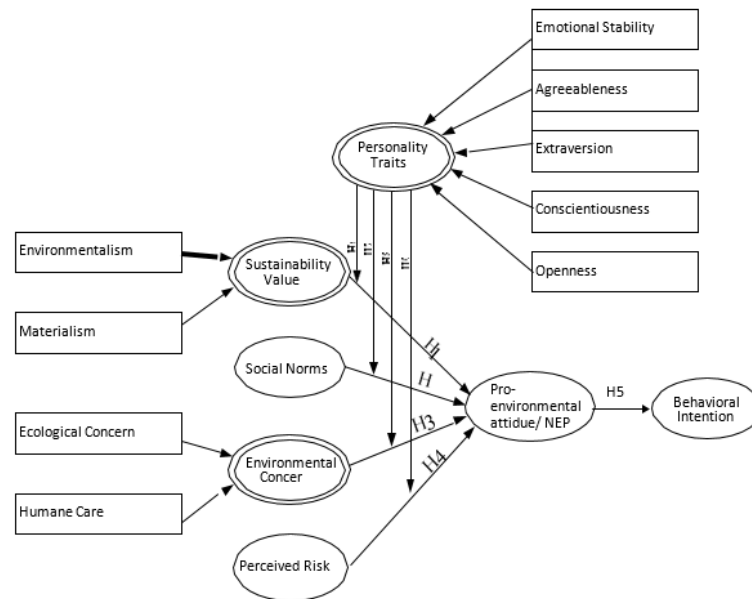 Emotional Stability
Agreeableness
Personality
Traits
Extraversion
Conscientiousness
Openness
Environmentalism
Sustainability
Value
Materialism
H1
Social Norms
H
Pro-
environmental
attidue/ NEP
H5
Behavioral
Intention
Ecological Concern
H3
Environmental
Concer
H4
Humane Care
Perceived Risk